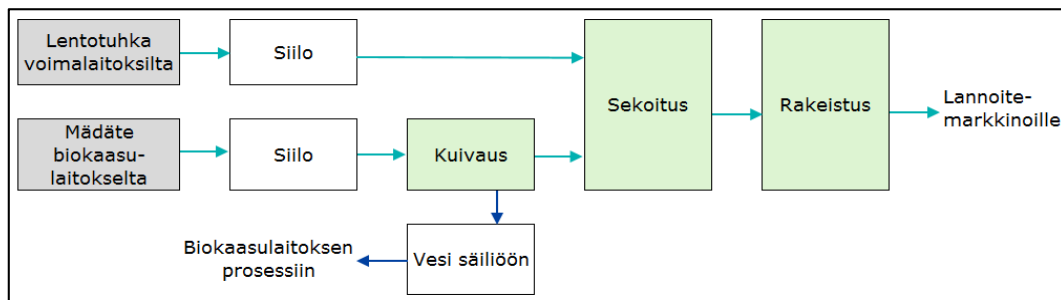 Lentotuhka
voimalaitoksilta
Siilo
Sekoitus
Rakeistus
Lannoite-
markkinoille
Mädäte
biokaasu-
laitokselta
Siilo
Kuivaus
Vesi säiliöön
Biokaasulaitoksen
prosessiin